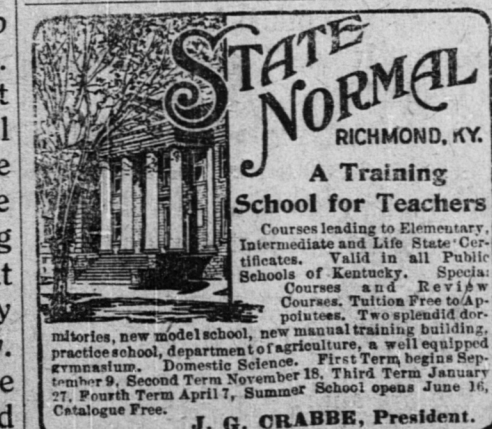 STATE
NORMAL
RICHMOND, KY.
A Training
School for Teachers
Courses leading to Elementary,
Intermediate and Life State Cer-
tificates. Valid in all Public
Schools of Kentucky. Special
Courses and Review
Courses. Tuition Free to Ap-
pointees. Two splendid dor-
mitories, new model school, new manual training building,
practice school, department of agriculture, a well equipped
gymnasium. Domestic Science. First Term begins Sep-
tember 9, Second Term November 18, Third Term January
27, Fourth Term April 7, Summer School opens June 16,
Catalogue Free.
J. G. CRABBE, President.